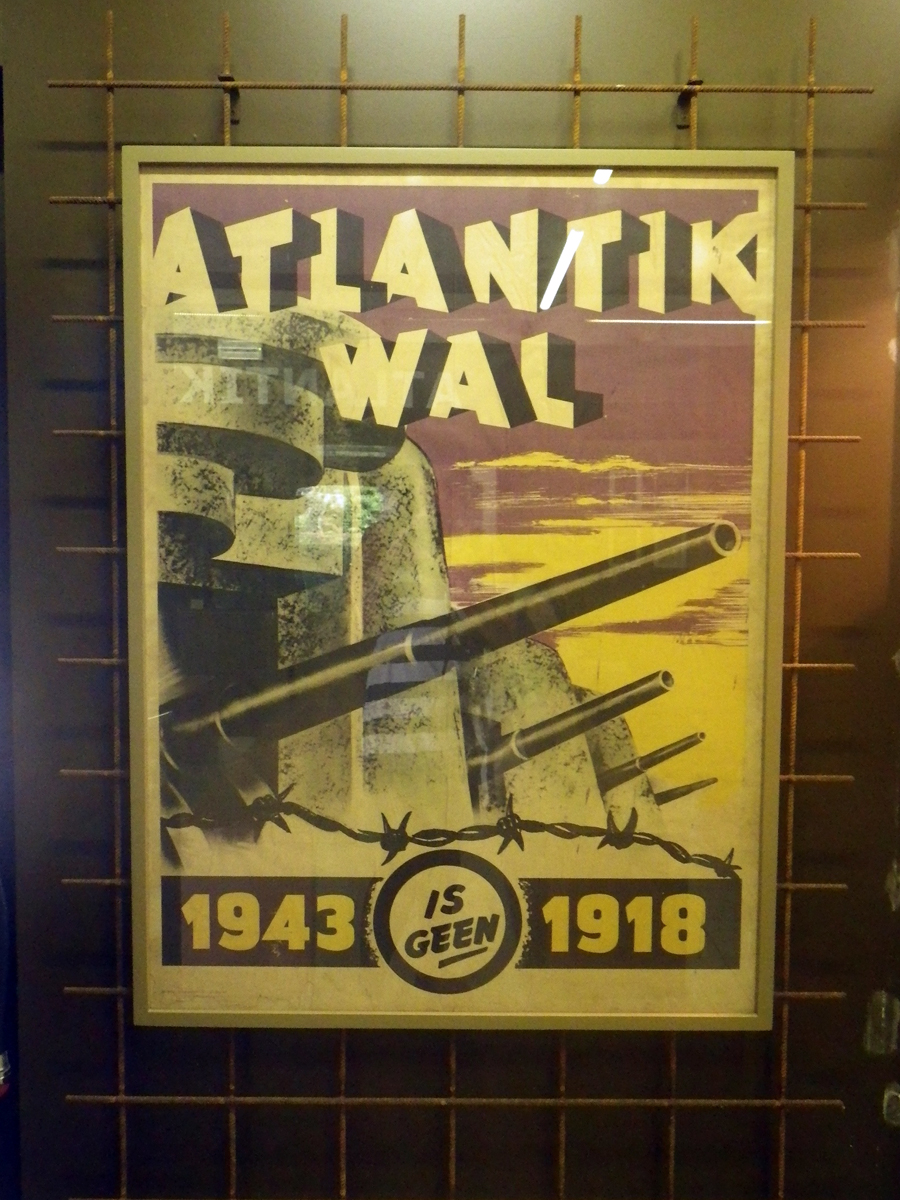 ATLANTIK
WAL
1943 IS GEEN 1918